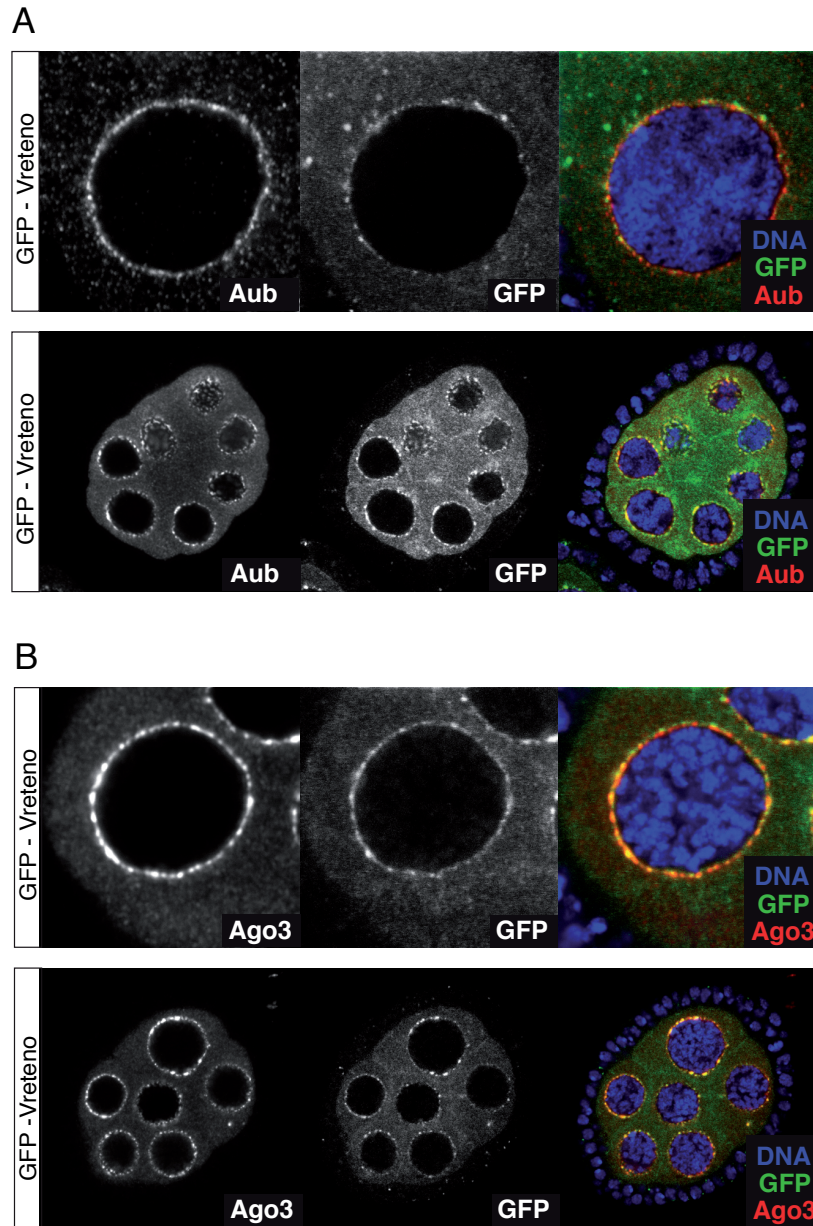 A
GFP - Vreteno
Aub
GFP
DNA
GFP
Aub
GFP - Vreteno
Aub
GFP
DNA
GFP
Aub
B
GFP - Vreteno
Ago3
GFP
DNA
GFP
Ago3
GFP -Vreteno
Ago3
GFP
DNA
GFP
Ago3